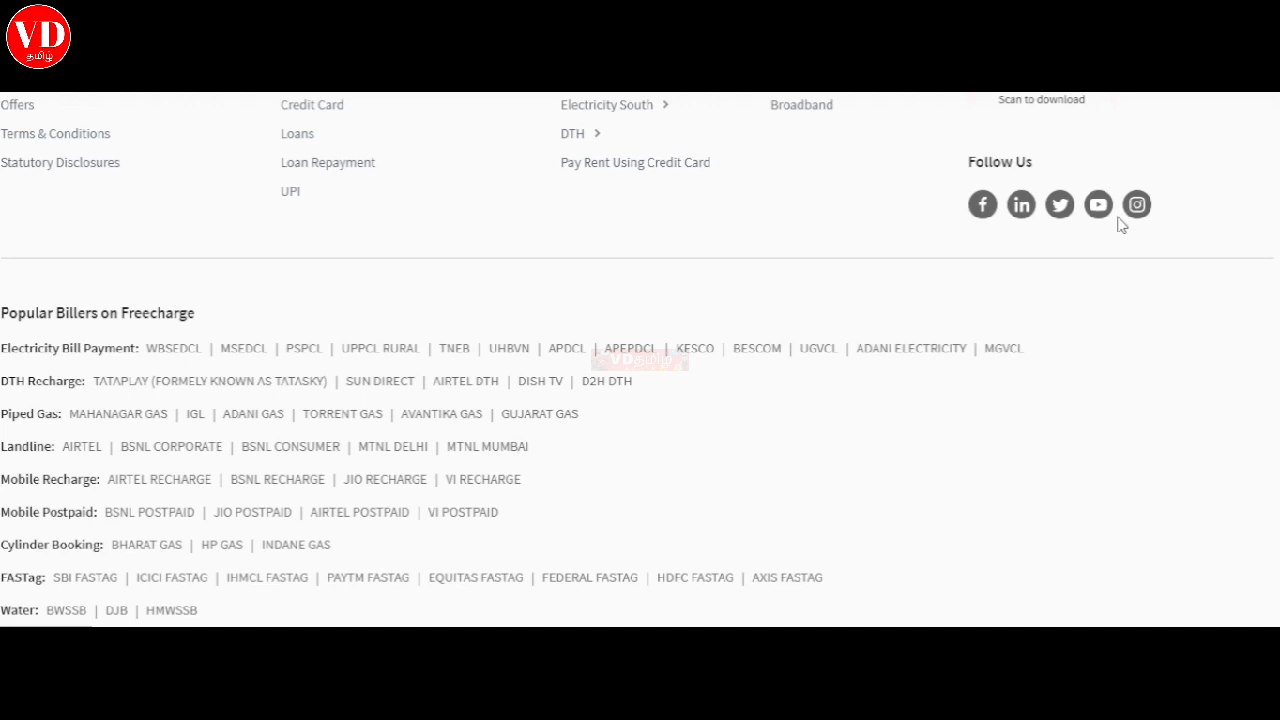 VD
தமிழ்
Offers
Credit Card
Electricity South >
Broadband
Scan to download
Terms & Conditions
Loans
DTH >
Statutory Disclosures
Loan Repayment
Pay Rent Using Credit Card
Follow Us
UPI
Popular Billers on Freecharge
Electricity Bill Payment: WBSEDCL | MSEDCL | PSPCL | UPPCL RURAL | TNEB | UHBVN | APDCL | APEPDCL | KESCO | BESCOM | UGVCL | ADANI ELECTRICITY | MGVCL
VDதமிழ்
DTH Recharge: TATAPLAY (FORMELY KNOWN AS TATASKY) | SUN DIRECT | AIRTEL DTH | DISH TV | D2H DTH
Piped Gas: MAHANAGAR GAS | IGL | ADANI GAS | TORRENT GAS | AVANTIKA GAS | GUJARAT GAS
Landline: AIRTEL | BSNL CORPORATE | BSNL CONSUMER | MTNL DELHI | MTNL MUMBAI
Mobile Recharge: AIRTEL RECHARGE | BSNL RECHARGE | JIO RECHARGE | VI RECHARGE
Mobile Postpaid: BSNL POSTPAID | JIO POSTPAID | AIRTEL POSTPAID | VI POSTPAID
Cylinder Booking: BHARAT GAS | HP GAS | INDANE GAS
FASTag: SBI FASTAG | ICICI FASTAG | IHMCL FASTAG | PAYTM FASTAG | EQUITAS FASTAG | FEDERAL FASTAG | HDFC FASTAG | AXIS FASTAG
Water: BWSSB | DJB | HMWSSB